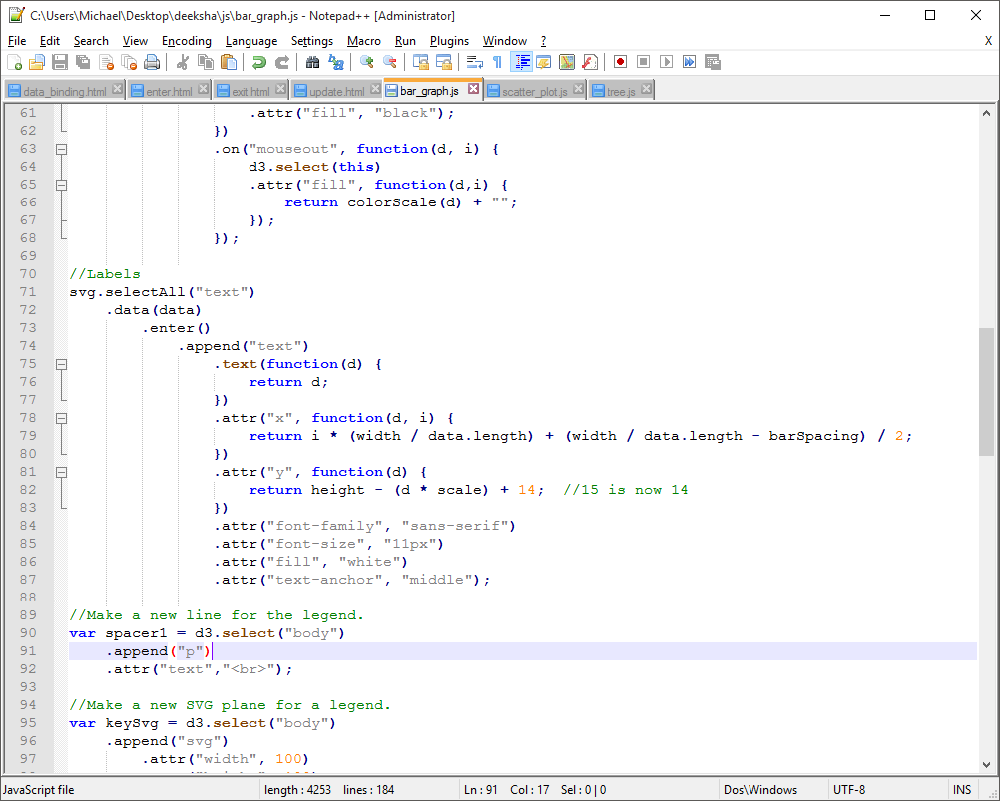 C:\Users\Michael\Desktop\deeksha\js\bar_graph.js - Notepad++ [Administrator]
File Edit Search View Encoding Language Settings Macro Run Plugins Window ? X
data_binding.html enter.html exit.html update.html bar_graph.js scatter_plot.js tree.js
61 .attr("fill", "black");
62 })
63 .on("mouseout", function(d, i) {
64 d3.select(this)
65 .attr("fill", function(d,i) {
66 return colorScale(d) + "";
67 });
68 });
69
70 //Labels
71 svg.selectAll("text")
72 .data(data)
73 .enter()
74 .append("text")
75 .text(function(d) {
76 return d;
77 })
78 .attr("x", function(d, i) {
79 return i * (width / data.length) + (width / data.length - barSpacing) / 2;
80 })
81 .attr("y", function(d) {
82 return height - (d * scale) + 14;  //15 is now 14
83 })
84 .attr("font-family", "sans-serif")
85 .attr("font-size", "11px")
86 .attr("fill", "white")
87 .attr("text-anchor", "middle");
88
89 //Make a new line for the legend.
90 var spacer1 = d3.select("body")
91 .append("p")
92 .attr("text","<br>");
93
94 //Make a new SVG plane for a legend.
95 var keySvg = d3.select("body")
96 .append("svg")
97 .attr("width", 100)
JavaScript file length : 4253 lines : 184 Ln : 91 Col : 17 Sel : 0 | 0 Dos\Windows UTF-8 INS